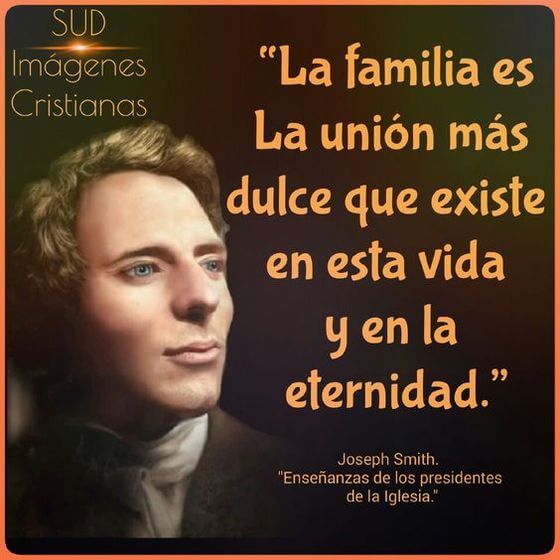 SUD
Imágenes
Cristianas
“La familia es
La unión más
dulce que existe
en esta vida
y en la
eternidad.”
Joseph Smith.
"Enseñanzas de los presidentes
de la Iglesia."